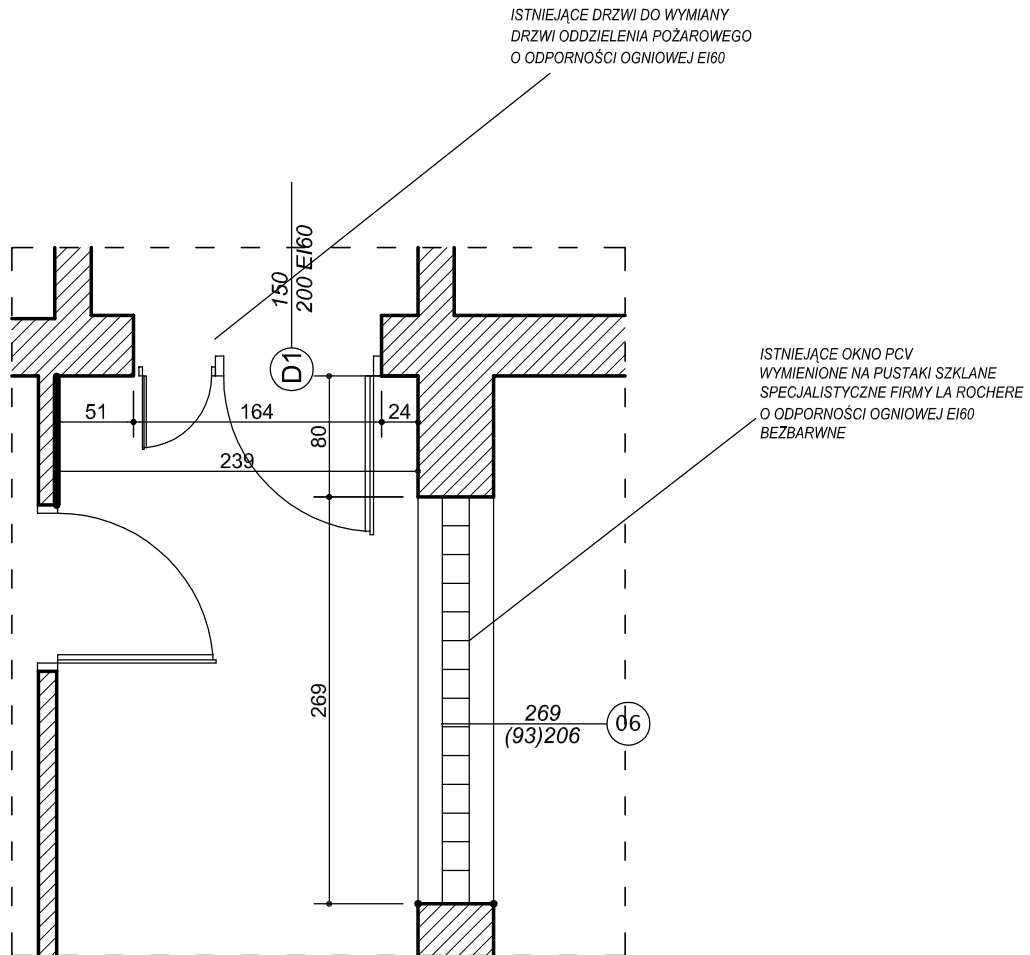 ISTNIEJĄCE DRZWI DO WYMIANY
DRZWI ODDZIELENIA POŻAROWEGO
O ODPORNOŚCI OGNIOWEJ EI60
150
200 EI60
D1
ISTNIEJĄCE OKNO PCV
WYMIENIONE NA PUSTAKI SZKLANE
SPECJALISTYCZNE FIRMY LA ROCHERE
O ODPORNOŚCI OGNIOWEJ EI60
BEZBARWNE
51
164
24
80
239
269
269
(93)206
06